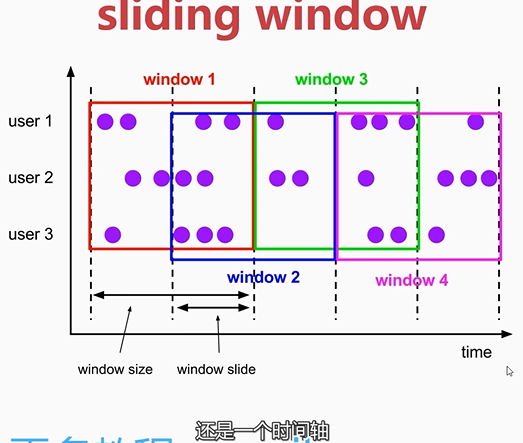 sliding window
window 1
window 3
user 1
user 2
user 3
window 2
window 4
window size
window slide
time
还是一个时间轴